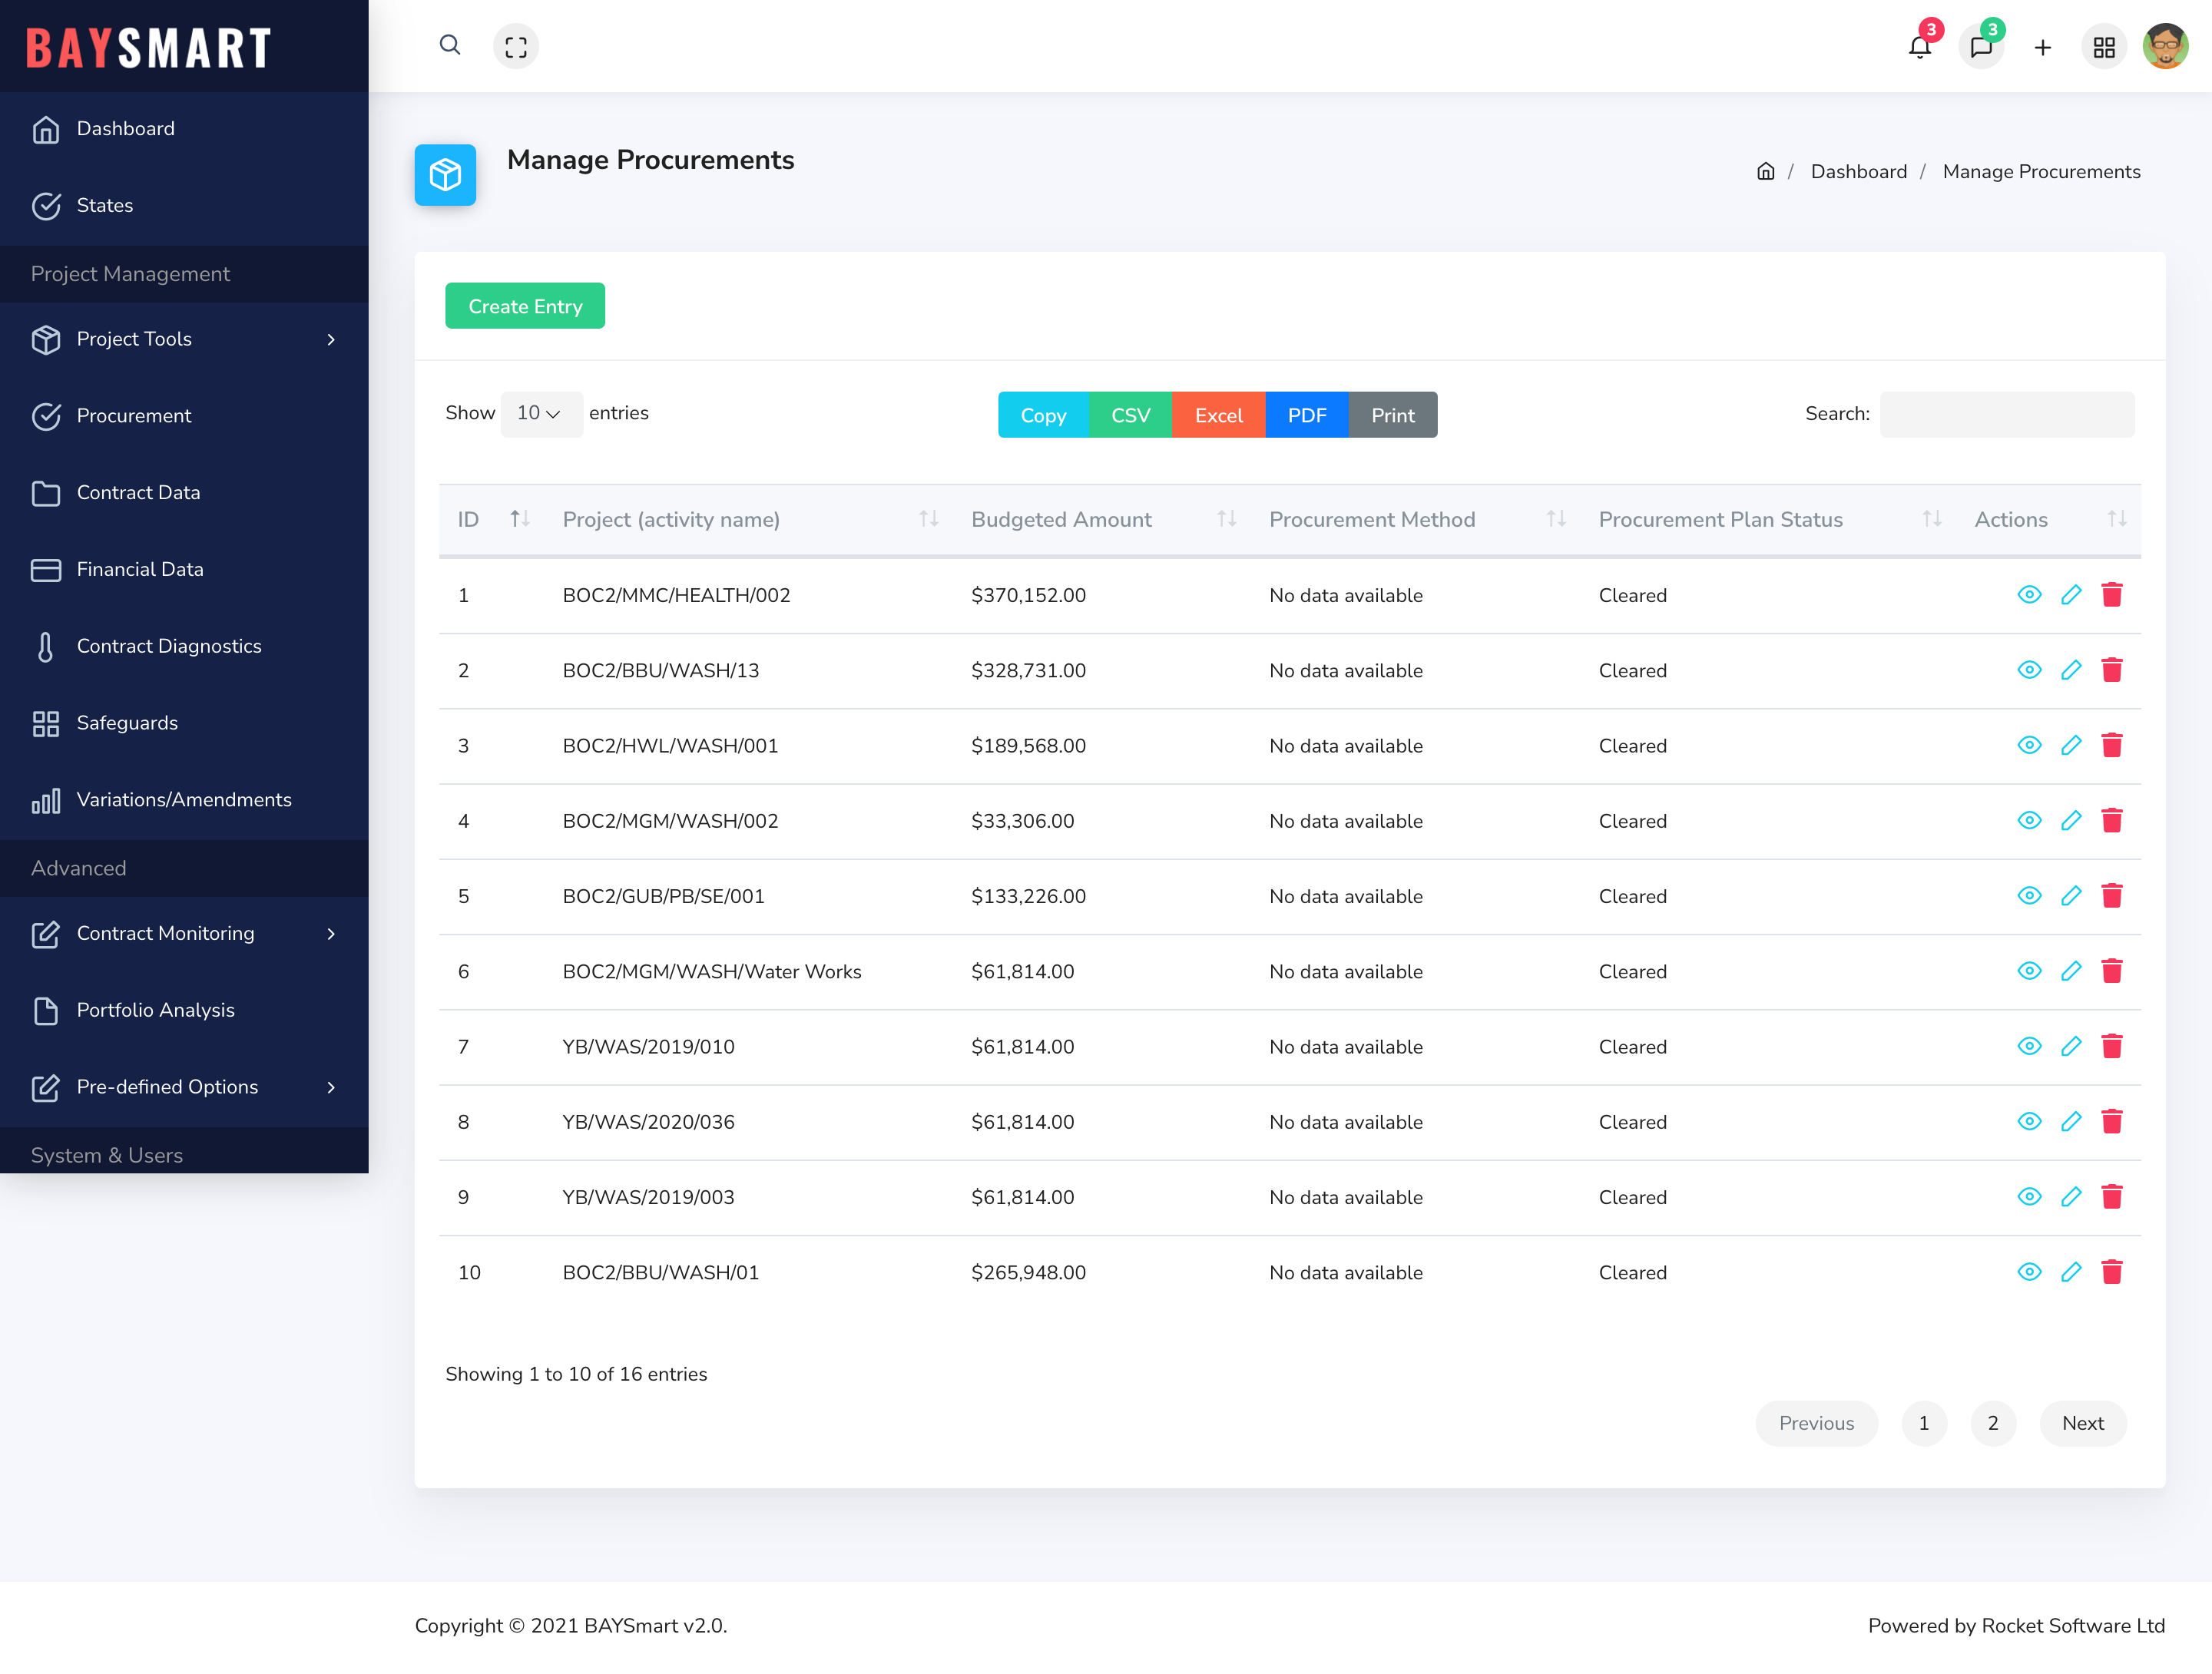 BAYSMART
3
3
Dashboard
States
Project Management
Project Tools
Procurement
Contract Data
Financial Data
Contract Diagnostics
Safeguards
Variations/Amendments
Advanced
Contract Monitoring
Portfolio Analysis
Pre-defined Options
System & Users
Manage Procurements
/ Dashboard / Manage Procurements
Create Entry
Show 10 entries
Copy CSV Excel PDF Print
Search:
ID Project (activity name) Budgeted Amount Procurement Method Procurement Plan Status Actions
1 BOC2/MMC/HEALTH/002 $370,152.00 No data available Cleared
2 BOC2/BBU/WASH/13 $328,731.00 No data available Cleared
3 BOC2/HWL/WASH/001 $189,568.00 No data available Cleared
4 BOC2/MGM/WASH/002 $33,306.00 No data available Cleared
5 BOC2/GUB/PB/SE/001 $133,226.00 No data available Cleared
6 BOC2/MGM/WASH/Water Works $61,814.00 No data available Cleared
7 YB/WAS/2019/010 $61,814.00 No data available Cleared
8 YB/WAS/2020/036 $61,814.00 No data available Cleared
9 YB/WAS/2019/003 $61,814.00 No data available Cleared
10 BOC2/BBU/WASH/01 $265,948.00 No data available Cleared
Showing 1 to 10 of 16 entries
Previous 1 2 Next
Copyright © 2021 BAYSmart v2.0.
Powered by Rocket Software Ltd